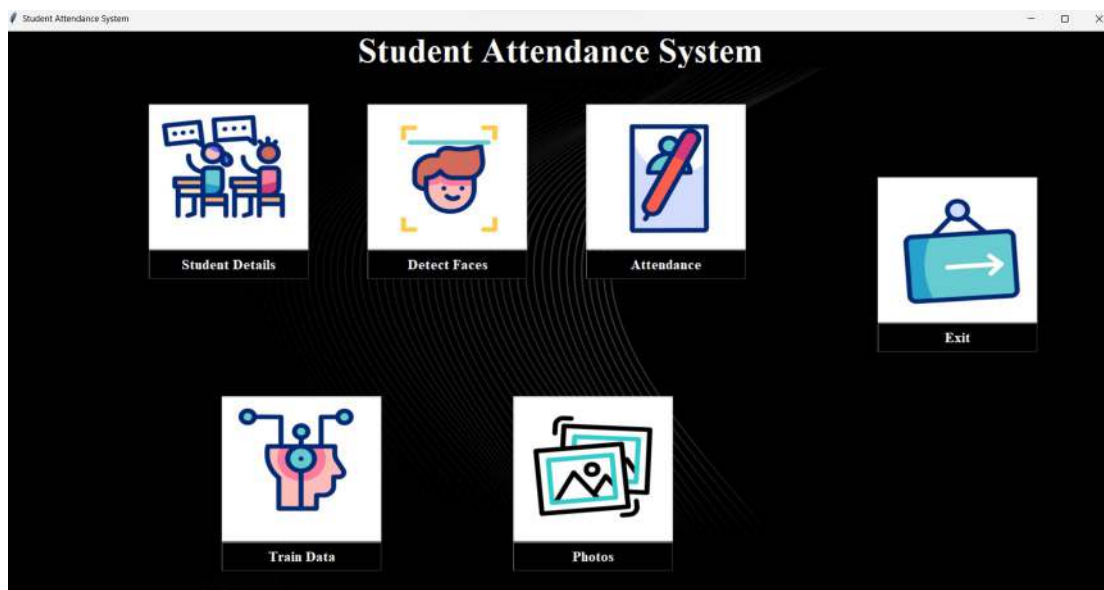 Student Attendance System
Student Attendance System
Student Details
Detect Faces
Attendance
Exit
Train Data
Photos